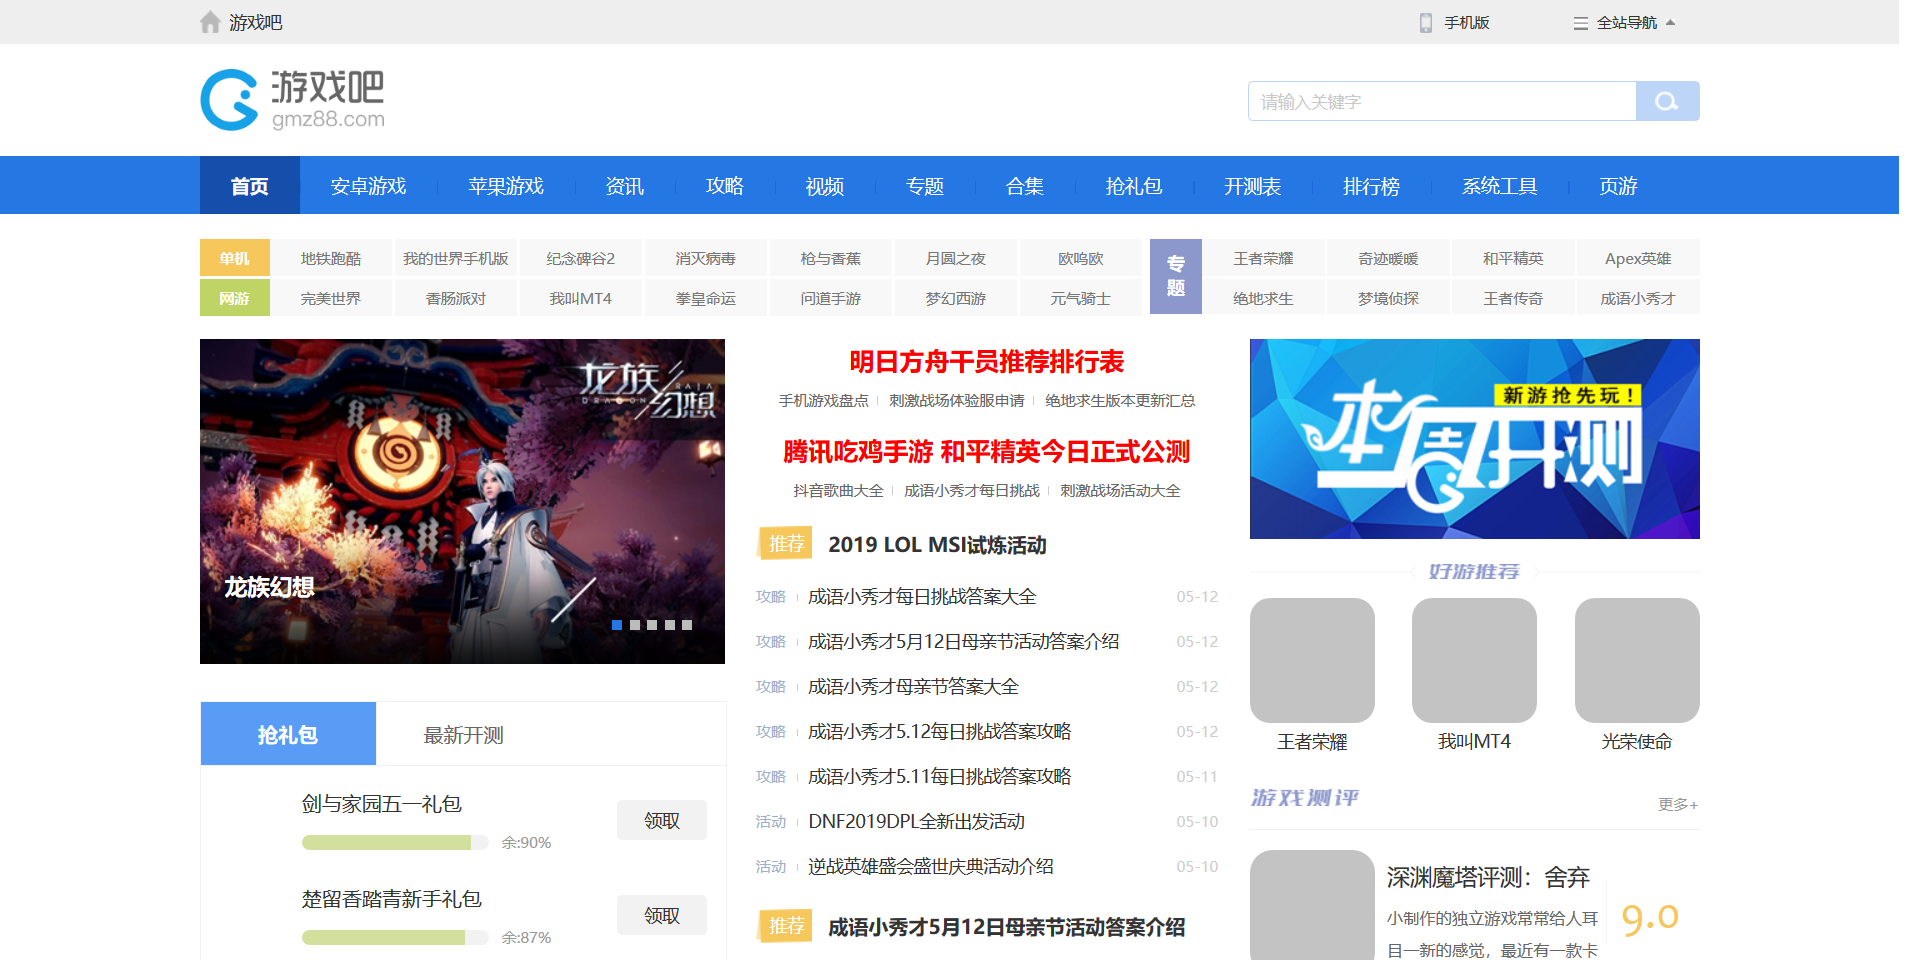 游戏吧
手机版
全站导航
游戏吧
gmz88.com
请输入关键字
首页 安卓游戏 苹果游戏 资讯 攻略 视频 专题 合集 抢礼包 开测表 排行榜 系统工具 页游
单机 地铁跑酷 我的世界手机版 纪念碑谷2 消灭病毒 枪与香蕉 月圆之夜 欧呜欧
网游 完美世界 香肠派对 我叫MT4 拳皇命运 问道手游 梦幻西游 元气骑士
专题
王者荣耀 奇迹暖暖 和平精英 Apex英雄
绝地求生 梦境侦探 王者传奇 成语小秀才
龙族幻想
DRAGON RAJA
龙族幻想
抢礼包 最新开测
剑与家园五一礼包
余:90%
领取
楚留香踏青新手礼包
余:87%
领取
明日方舟干员推荐排行表
手机游戏盘点 刺激战场体验服申请 绝地求生版本更新汇总
腾讯吃鸡手游 和平精英今日正式公测
抖音歌曲大全 成语小秀才每日挑战 刺激战场活动大全
推荐 2019 LOL MSI试炼活动
攻略 成语小秀才每日挑战答案大全 05-12
攻略 成语小秀才5月12日母亲节活动答案介绍 05-12
攻略 成语小秀才母亲节答案大全 05-12
攻略 成语小秀才5.12每日挑战答案攻略 05-12
攻略 成语小秀才5.11每日挑战答案攻略 05-11
活动 DNF2019DPL全新出发活动 05-10
活动 逆战英雄盛会盛世庆典活动介绍 05-10
推荐 成语小秀才5月12日母亲节活动答案介绍
新游抢先玩！
本周开测
好游推荐
王者荣耀 我叫MT4 光荣使命
游戏测评
更多+
深渊魔塔评测：舍弃
小制作的独立游戏常常给人耳
目一新的感觉，最近有一款卡
9.0